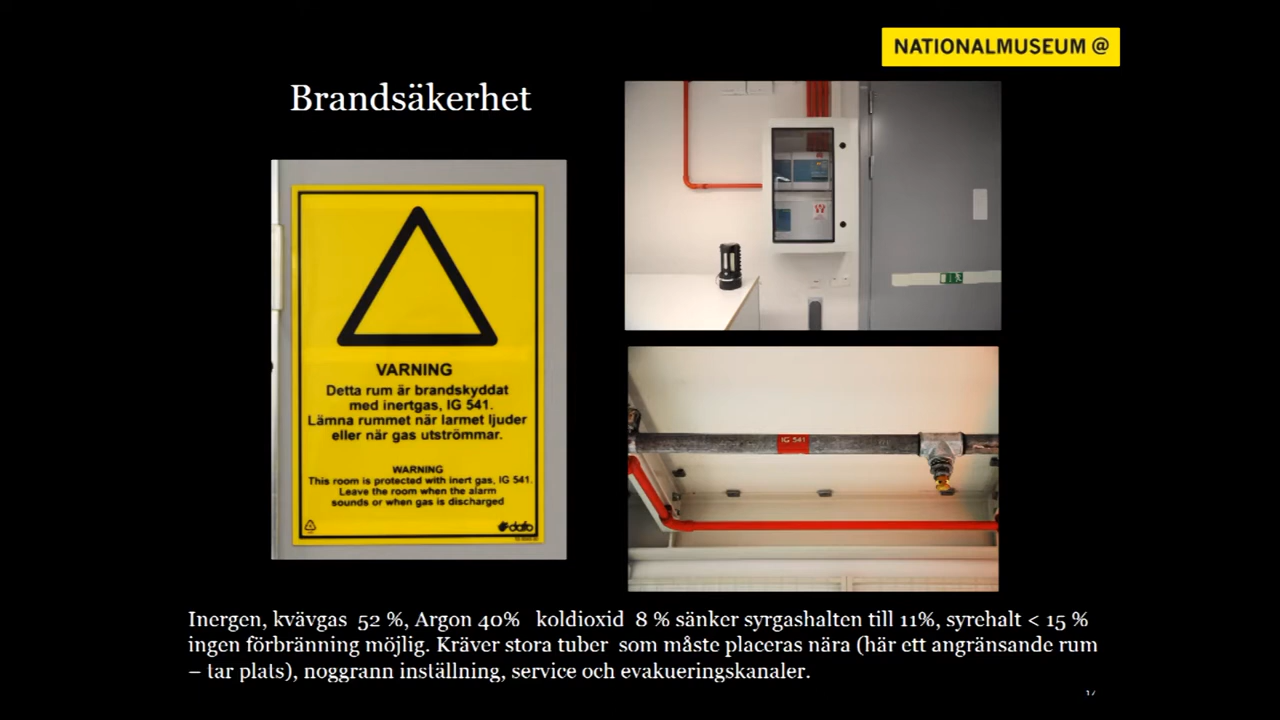 NATIONALMUSEUM @
Brandsäkerhet
VARNING
Detta rum är brandskyddat
med inertgas, IG 541.
Lämna rummet när larmet ljuder
eller när gas utströmmar.
WARNING
This room is protected with inert gas, IG 541.
Leave the room when the alarm
sounds or when gas is discharged
dafo
IG 541
Inergen, kvävgas 52 %, Argon 40% koldioxid 8 % sänker syrgashalten till 11%, syrehalt < 15 %
ingen förbränning möjlig. Kräver stora tuber som måste placeras nära (här ett angränsande rum
– tar plats), noggrann inställning, service och evakueringskanaler.